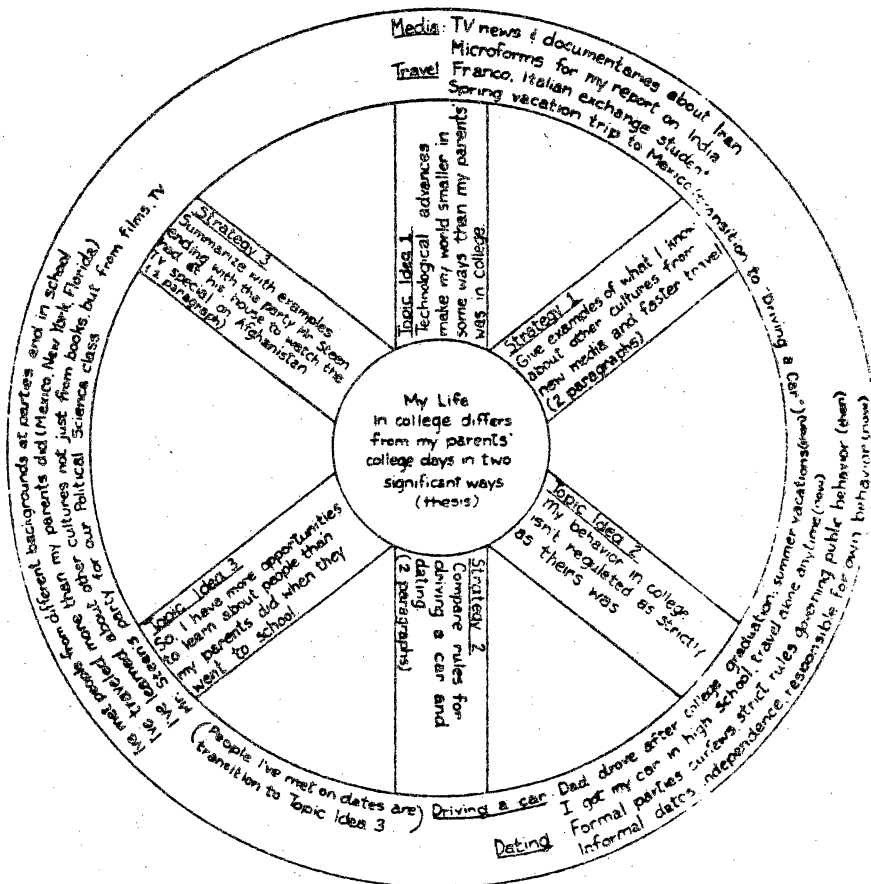 Media: TV news & documentaries about Iran
Microforms for my report on India
Travel Franco, Italian exchange student
Spring vacation trip to Mexico (transition to "Driving a Car")
Topic Idea 1
Technological advances
make my world smaller in
some ways than my parents'
was in college.
Strategy 1
Give examples of what I know
about other cultures from
new media and faster travel
(2 paragraphs)
My Life
in college differs
from my parents'
college days in two
significant ways
(thesis)
Topic Idea 2
my behavior in college
isn't regulated as strictly
as theirs was
Strategy 2
Compare rules for
driving a car and
dating
(2 paragraphs)
Driving a car: Dad drove after college graduation, summer vacations (then)
I got my car in high school, travel alone anytime (now)
Dating Formal parties curfews strict rules governing public behavior (then)
Informal dates independence, responsible for own behavior (now)
(People I've met on dates are)
(transition to Topic Idea 3)
Topic Idea 3
So, I have more opportunities
to learn about people than
my parents did when they
went to school.
Strategy 3
Summarize with examples
ending with the party Mr Steen
had at his house to watch the
TV special on Afghanistan
(2 paragraph)
I've met people from different backgrounds at parties and in school
I've traveled more than my parents did (Mexico, New York, Florida)
I've learned about other cultures not just from books, but from films, TV
Mr. Steen's party for our Political Science class